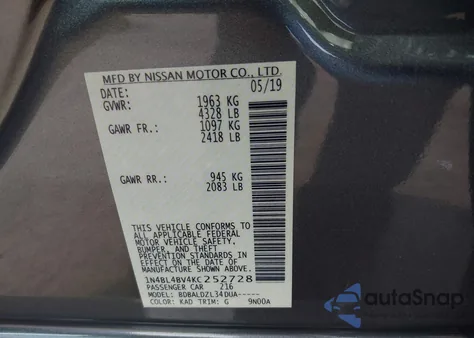 MFD BY NISSAN MOTOR CO., LTD.
DATE: 05/19
GVWR: 1963 KG
4328 LB
GAWR FR.: 1097 KG
2418 LB
GAWR RR.: 945 KG
2083 LB
THIS VEHICLE CONFORMS TO
ALL APPLICABLE FEDERAL
MOTOR VEHICLE SAFETY,
BUMPER, AND THEFT
PREVENTION STANDARDS IN
EFFECT ON THE DATE OF
MANUFACTURE SHOWN ABOVE.
1N4BL4BV4KC252728
PASSENGER CAR 216
MODEL: BDBALDZL34DUA-----
COLOR: KAD TRIM: G 9N00A
autoSnap